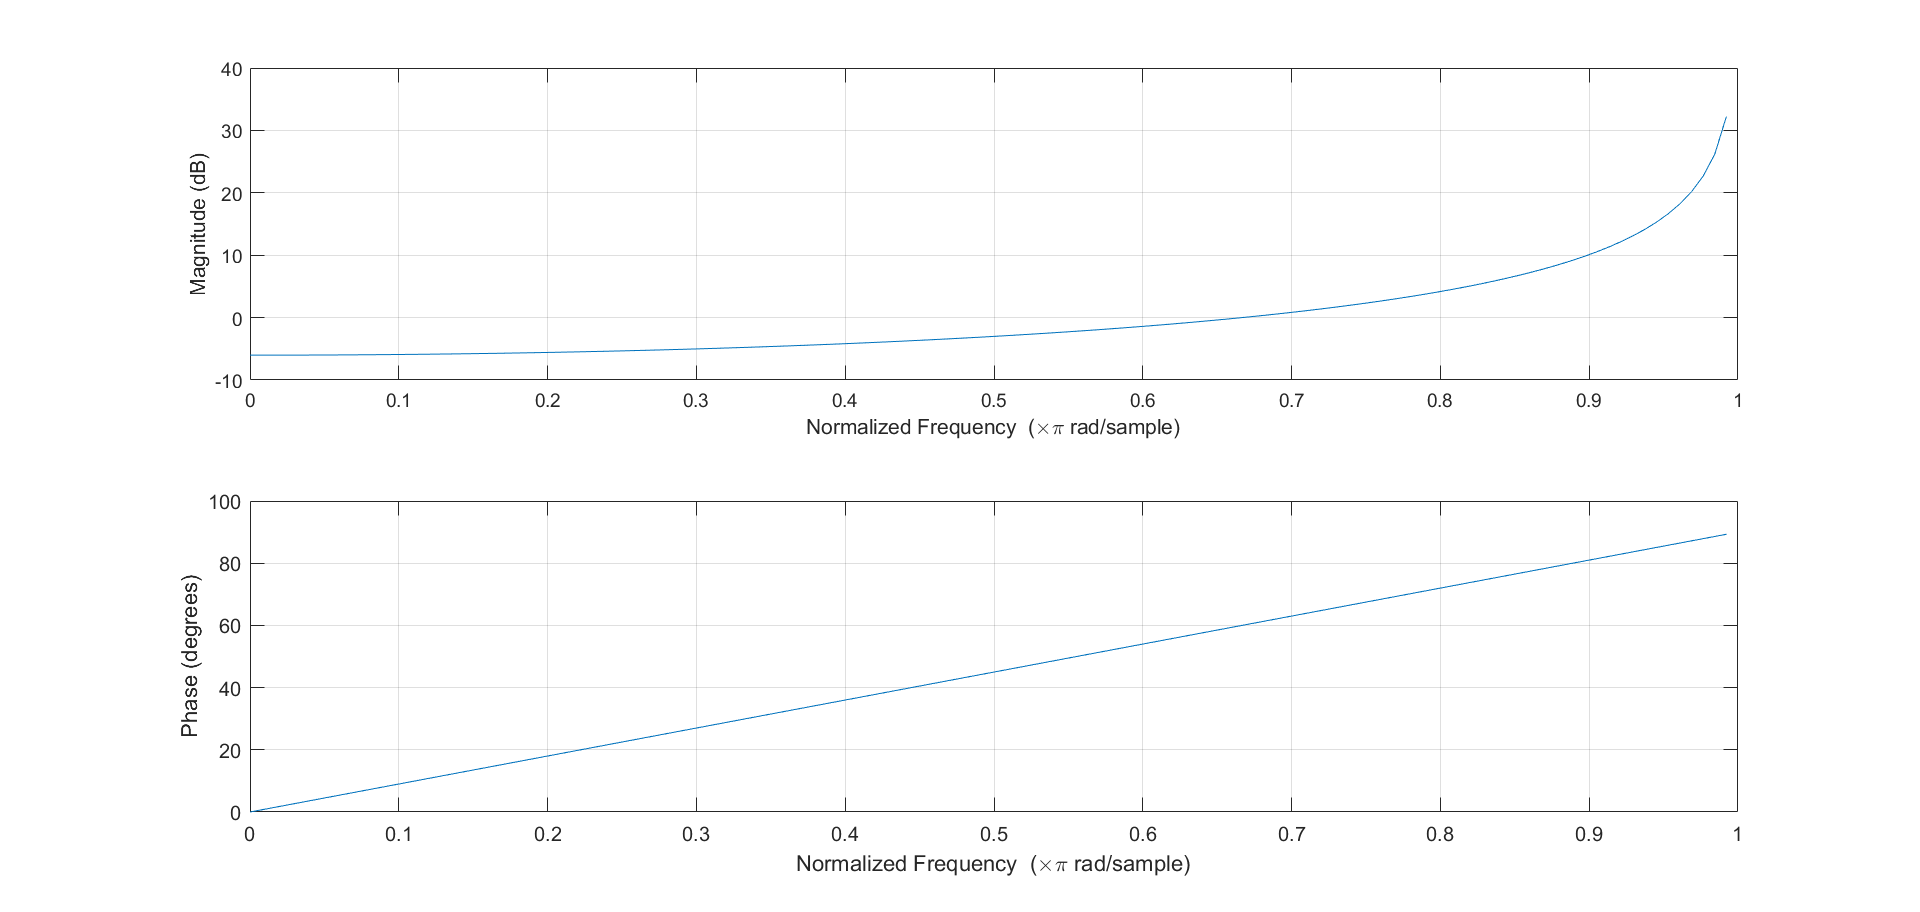 Magnitude (dB)
40
30
20
10
0
-10
0 0.1 0.2 0.3 0.4 0.5 0.6 0.7 0.8 0.9 1
Normalized Frequency (×π rad/sample)
Phase (degrees)
100
80
60
40
20
0
0 0.1 0.2 0.3 0.4 0.5 0.6 0.7 0.8 0.9 1
Normalized Frequency (×π rad/sample)